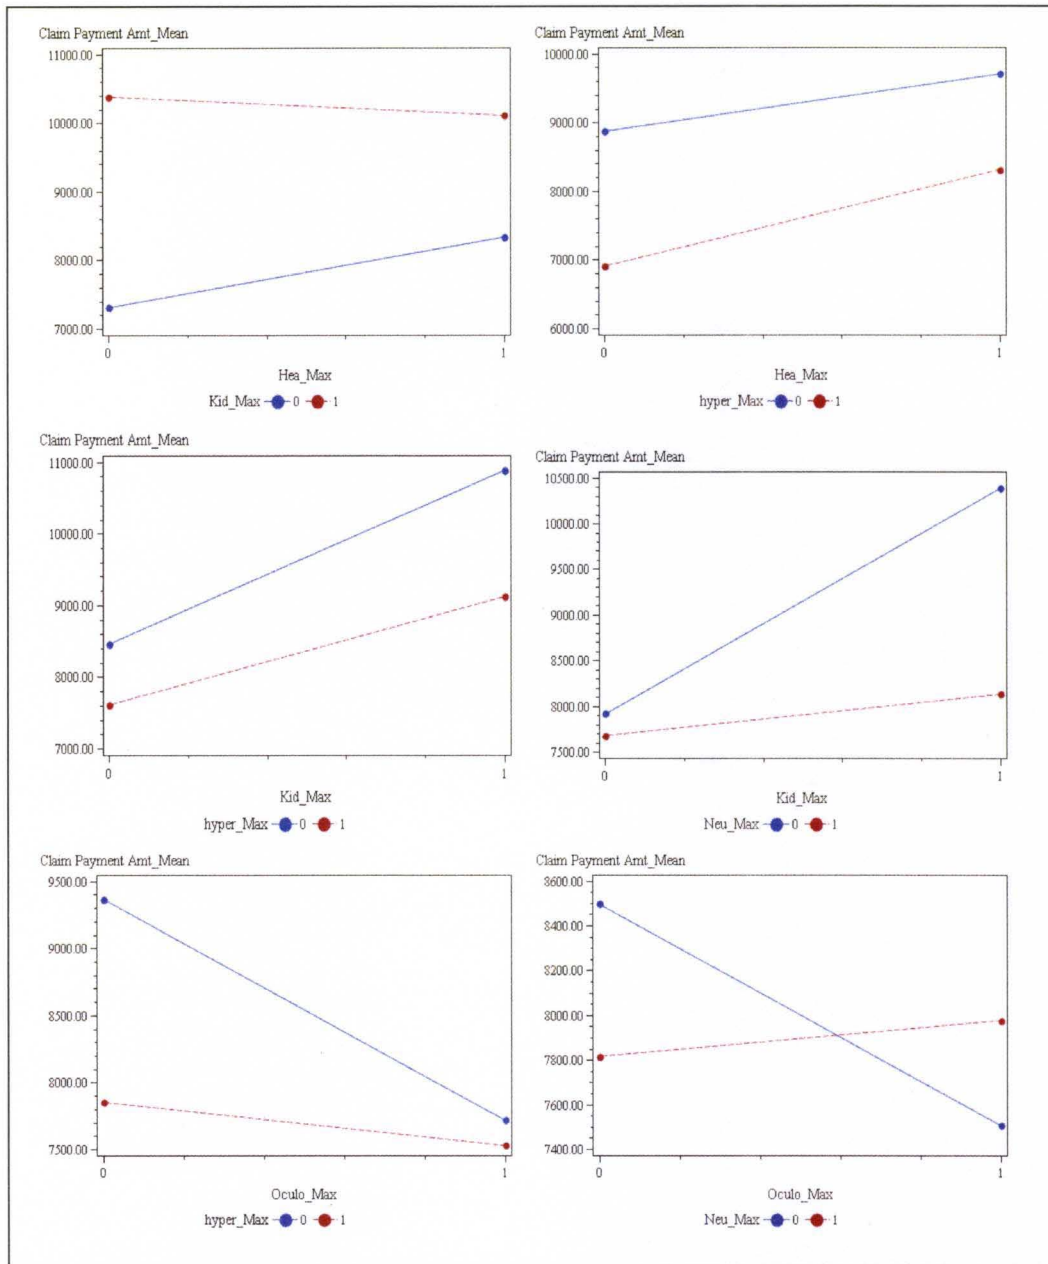 Claim Payment Amt_Mean
11000.00
10000.00
9000.00
8000.00
7000.00
0 1
Hea_Max
Kid_Max 0 1
Claim Payment Amt_Mean
10000.00
9000.00
8000.00
7000.00
6000.00
0 1
Hea_Max
hyper_Max 0 1
Claim Payment Amt_Mean
11000.00
10000.00
9000.00
8000.00
7000.00
0 1
Kid_Max
hyper_Max 0 1
Claim Payment Amt_Mean
10500.00
10000.00
9500.00
9000.00
8500.00
8000.00
7500.00
0 1
Kid_Max
Neu_Max 0 1
Claim Payment Amt_Mean
9500.00
9000.00
8500.00
8000.00
7500.00
0 1
Oculo_Max
hyper_Max 0 1
Claim Payment Amt_Mean
8600.00
8400.00
8200.00
8000.00
7800.00
7600.00
7400.00
0 1
Oculo_Max
Neu_Max 0 1